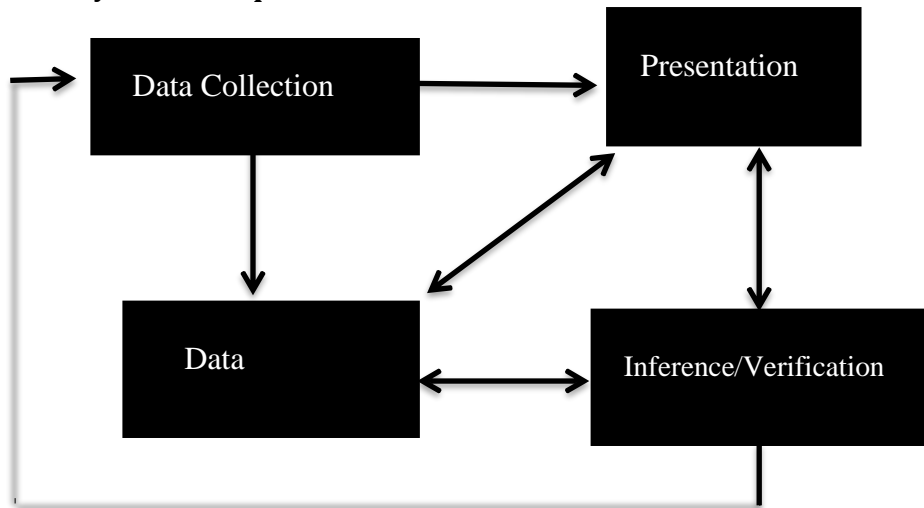 Data Collection
Presentation
Data
Inference/Verification